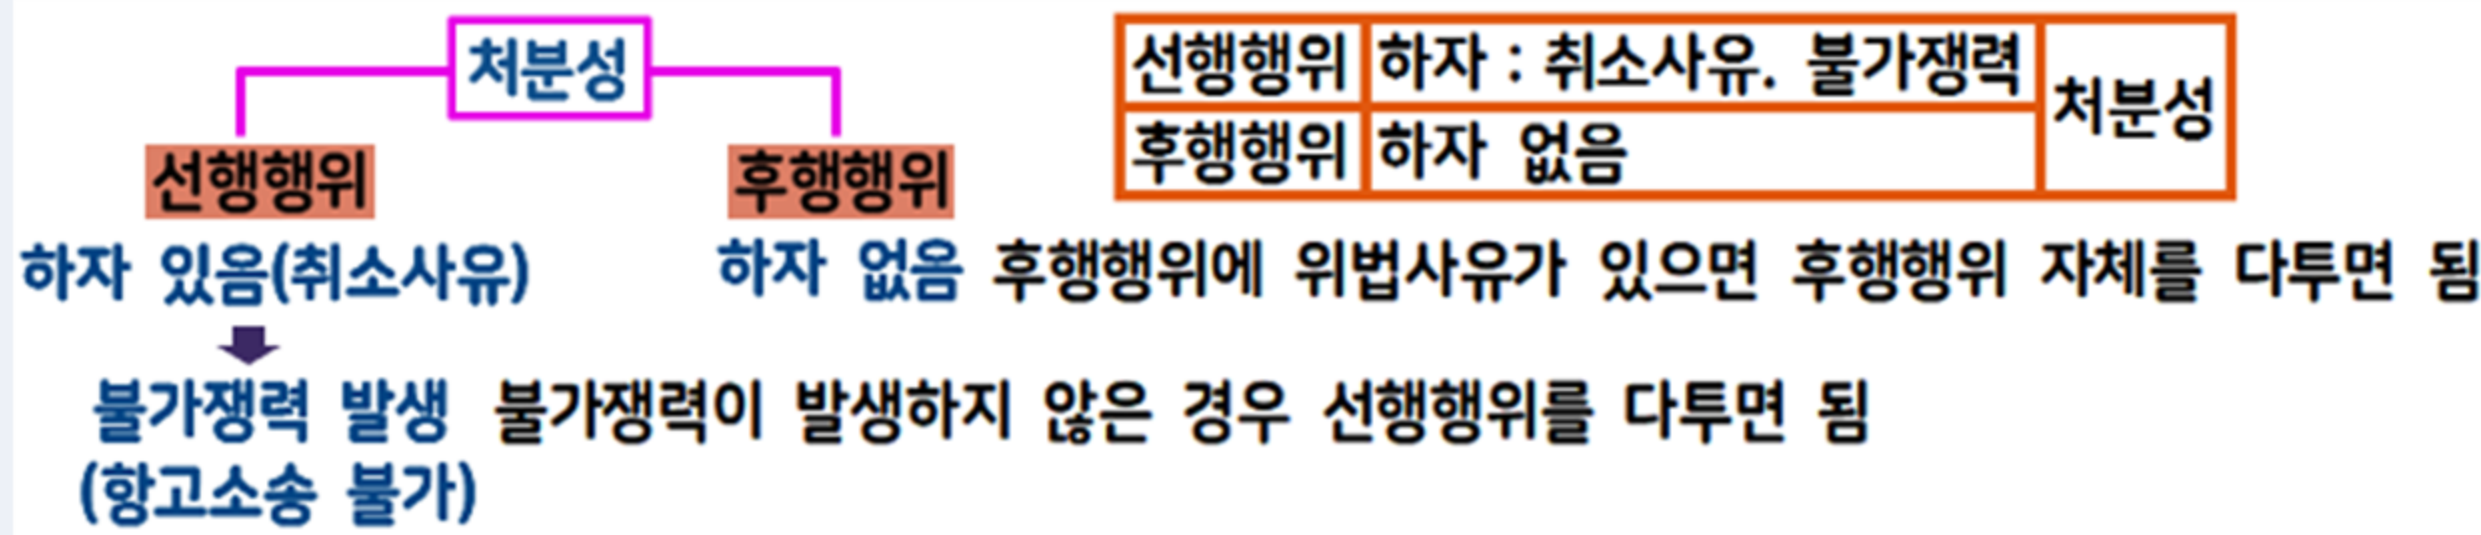 처분성
선행행위 후행행위
하자 있음(취소사유)
하자 없음
불가쟁력 발생
(항고소송 불가)
선행행위 하자 : 취소사유. 불가쟁력
후행행위 하자 없음
처분성
후행행위에 위법사유가 있으면 후행행위 자체를 다투면 됨
불가쟁력이 발생하지 않은 경우 선행행위를 다투면 됨